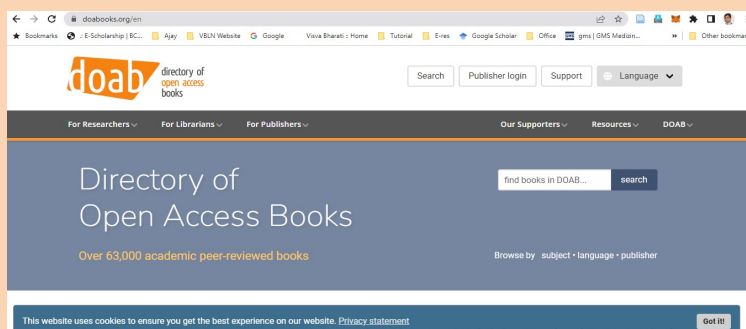 doabooks.org/en
Bookmarks .: E-Scholarship | BC... Ajay VBLN Website G Google Visva Bharati :: Home Tutorial E-res Google Scholar Office gms | GMS Medizin... » Other bookmar
doab directory of
open access
books
Search Publisher login Support Language
For Researchers For Librarians For Publishers Our Supporters Resources DOAB
Directory of
Open Access Books
find books in DOAB... search
Over 63,000 academic peer-reviewed books
Browse by subject • language • publisher
This website uses cookies to ensure you get the best experience on our website. Privacy statement Got it!